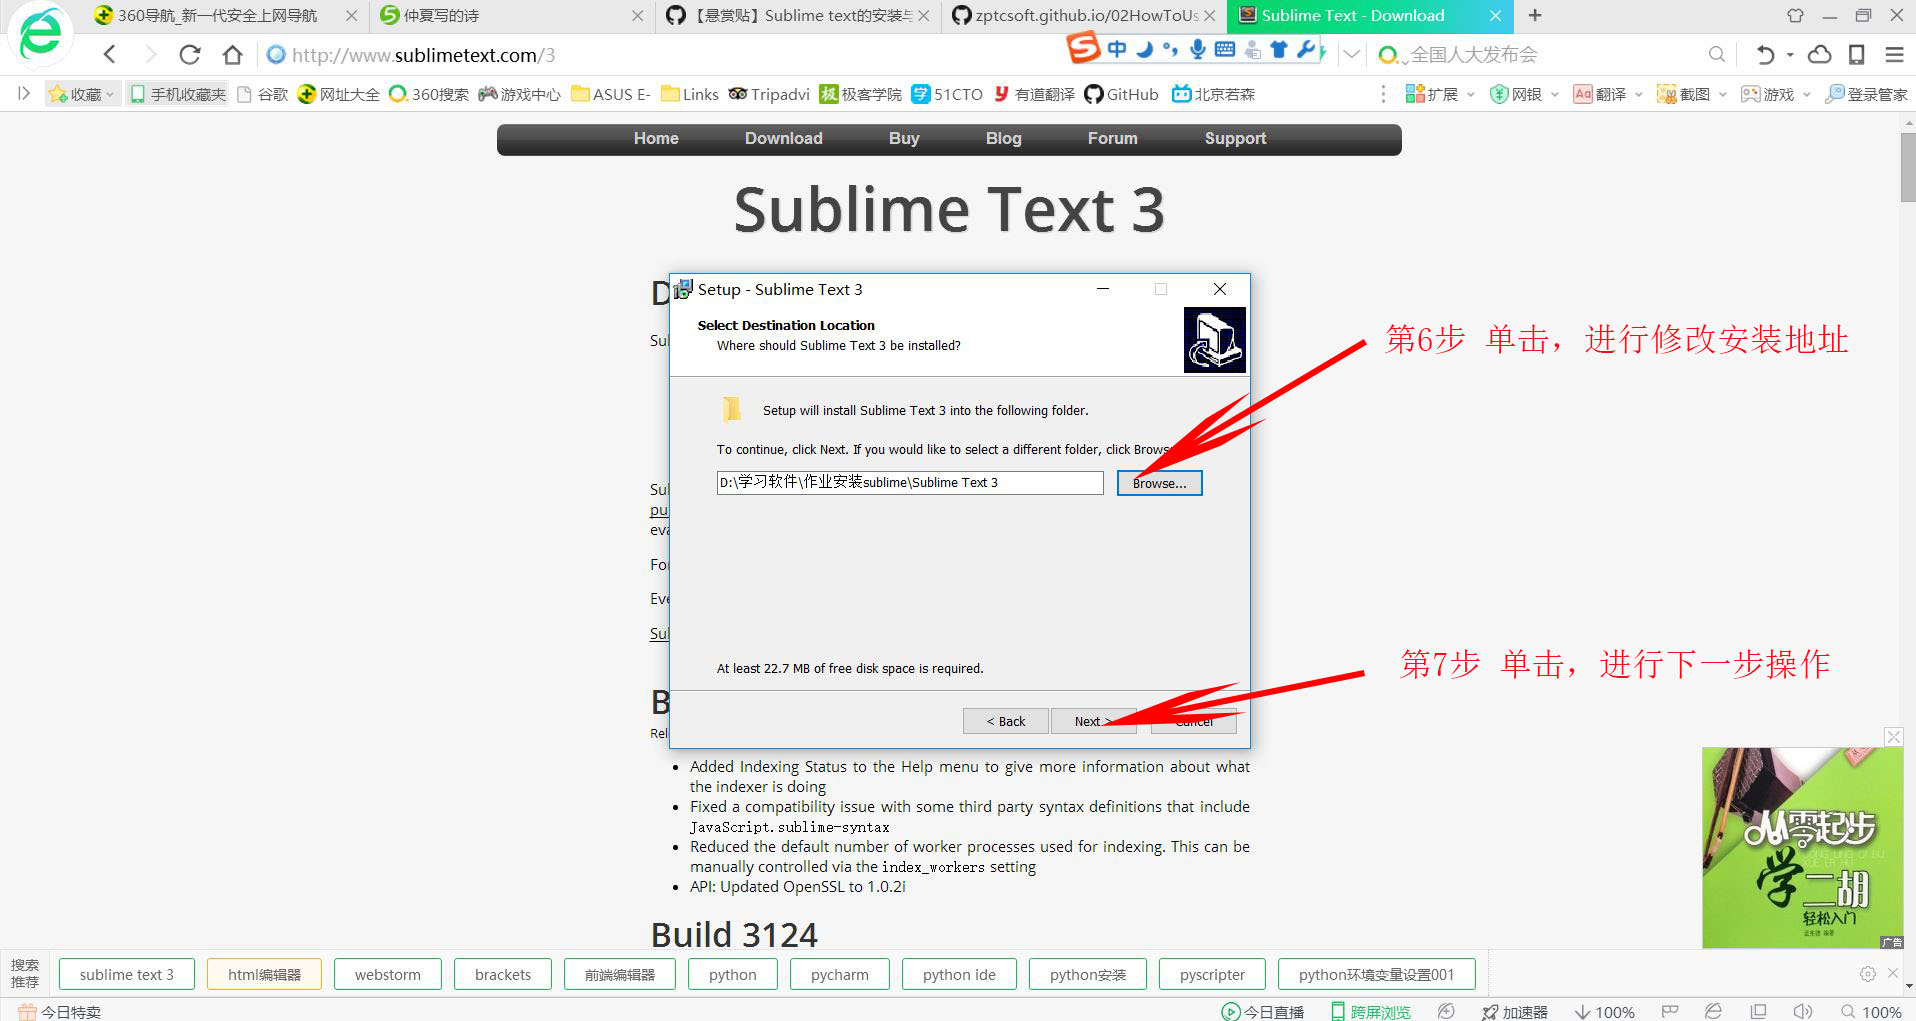 360导航_新一代安全上网导航
仲夏写的诗
【悬赏贴】Sublime text的安装与
zptcsoft.github.io/02HowToUs
Sublime Text - Download
http://www.sublimetext.com/3
中
全国人大发布会
收藏
手机收藏夹
谷歌
网址大全
360搜索
游戏中心
ASUS E-
Links
Tripadvi
极客学院
51CTO
有道翻译
GitHub
北京若森
扩展
网银
翻译
截图
游戏
登录管家
Home
Download
Buy
Blog
Forum
Support
Sublime Text 3
D
Setup - Sublime Text 3
Select Destination Location
Where should Sublime Text 3 be installed?
Sul
第6步 单击，进行修改安装地址
Setup will install Sublime Text 3 into the following folder.
To continue, click Next. If you would like to select a different folder, click Browse
D:\学习软件\作业安装sublime\Sublime Text 3
Browse...
Sul
pu
eva
For
Eve
Sul
At least 22.7 MB of free disk space is required.
第7步 单击，进行下一步操作
B
< Back
Next >
Cancel
Rel
Added Indexing Status to the Help menu to give more information about what
the indexer is doing
Fixed a compatibility issue with some third party syntax definitions that include
JavaScript.sublime-syntax
Reduced the default number of worker processes used for indexing. This can be
manually controlled via the index_workers setting
API: Updated OpenSSL to 1.0.2i
Build 3124
从零起步
学二胡
轻松入门
广告
搜索
推荐
sublime text 3
html编辑器
webstorm
brackets
前端编辑器
python
pycharm
python ide
python安装
pyscripter
python环境变量设置001
今日特卖
今日直播
跨屏浏览
加速器
100%
100%